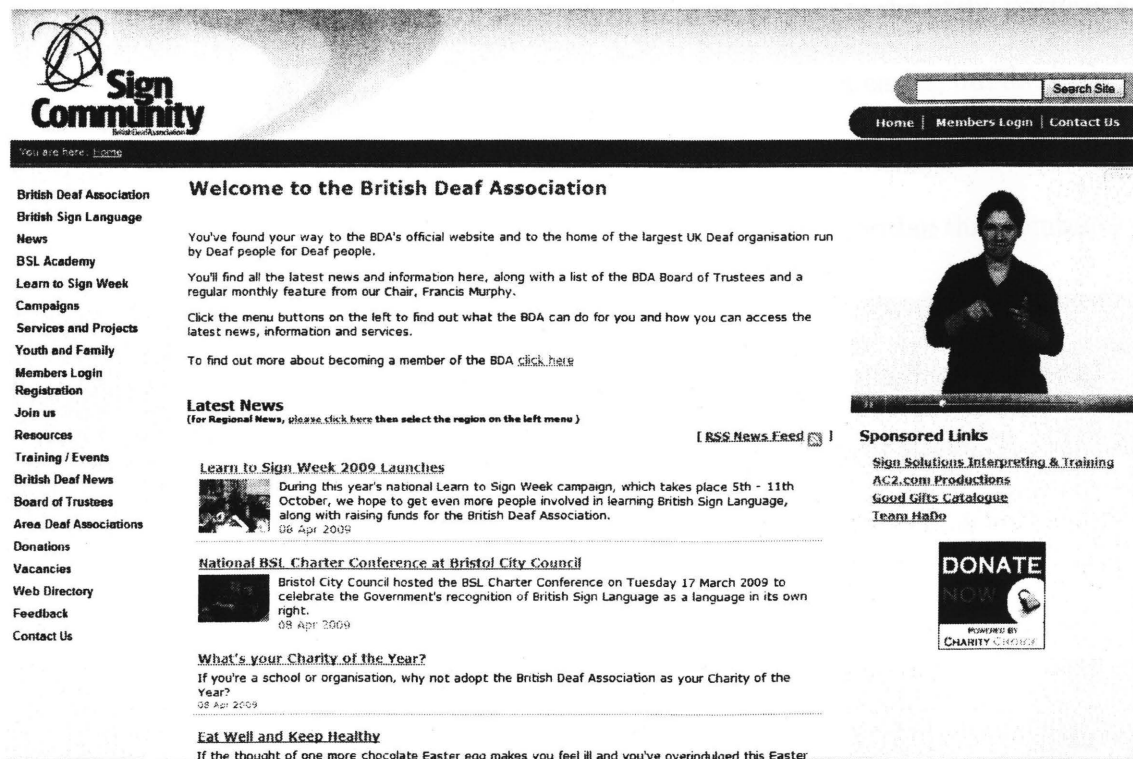 Sign
Community
British Deaf Association
Search Site
Home | Members Login | Contact Us
You are here: Home
British Deaf Association
British Sign Language
News
BSL Academy
Learn to Sign Week
Campaigns
Services and Projects
Youth and Family
Members Login
Registration
Join us
Resources
Training / Events
British Deaf News
Board of Trustees
Area Deaf Associations
Donations
Vacancies
Web Directory
Feedback
Contact Us
Welcome to the British Deaf Association
You've found your way to the BDA's official website and to the home of the largest UK Deaf organisation run
by Deaf people for Deaf people.
You'll find all the latest news and information here, along with a list of the BDA Board of Trustees and a
regular monthly feature from our Chair, Francis Murphy.
Click the menu buttons on the left to find out what the BDA can do for you and how you can access the
latest news, information and services.
To find out more about becoming a member of the BDA click here
Latest News
(for Regional News, please click here then select the region on the left menu )
[ RSS News Feed ]
Learn to Sign Week 2009 Launches
During this year's national Learn to Sign Week campaign, which takes place 5th - 11th
October, we hope to get even more people involved in learning British Sign Language,
along with raising funds for the British Deaf Association.
08 Apr 2009
National BSL Charter Conference at Bristol City Council
Bristol City Council hosted the BSL Charter Conference on Tuesday 17 March 2009 to
celebrate the Government's recognition of British Sign Language as a language in its own
right.
08 Apr 2009
What's your Charity of the Year?
If you're a school or organisation, why not adopt the British Deaf Association as your Charity of the
Year?
08 Apr 2009
Eat Well and Keep Healthy
If the thought of one more chocolate Easter egg makes you feel ill and you've overindulged this Easter
Sponsored Links
Sign Solutions Interpreting & Training
AC2.com Productions
Good Gifts Catalogue
Team HaDo
DONATE
NOW
POWERED BY
CHARITY CHOICE